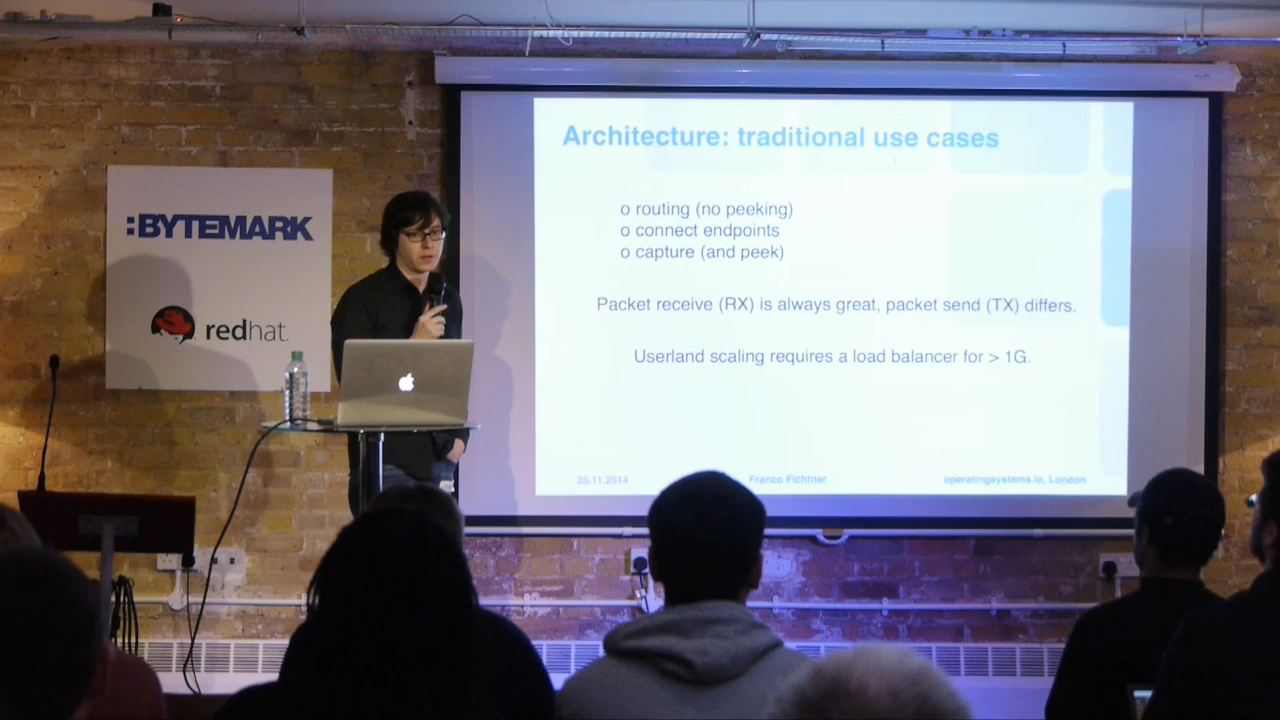 Architecture: traditional use cases
o routing (no peeking)
o connect endpoints
o capture (and peek)
Packet receive (RX) is always great, packet send (TX) differs.
Userland scaling requires a load balancer for > 1G.
25.11.2014 Franco Fichtner operatingsystems.io, London
:BYTEMARK
redhat.